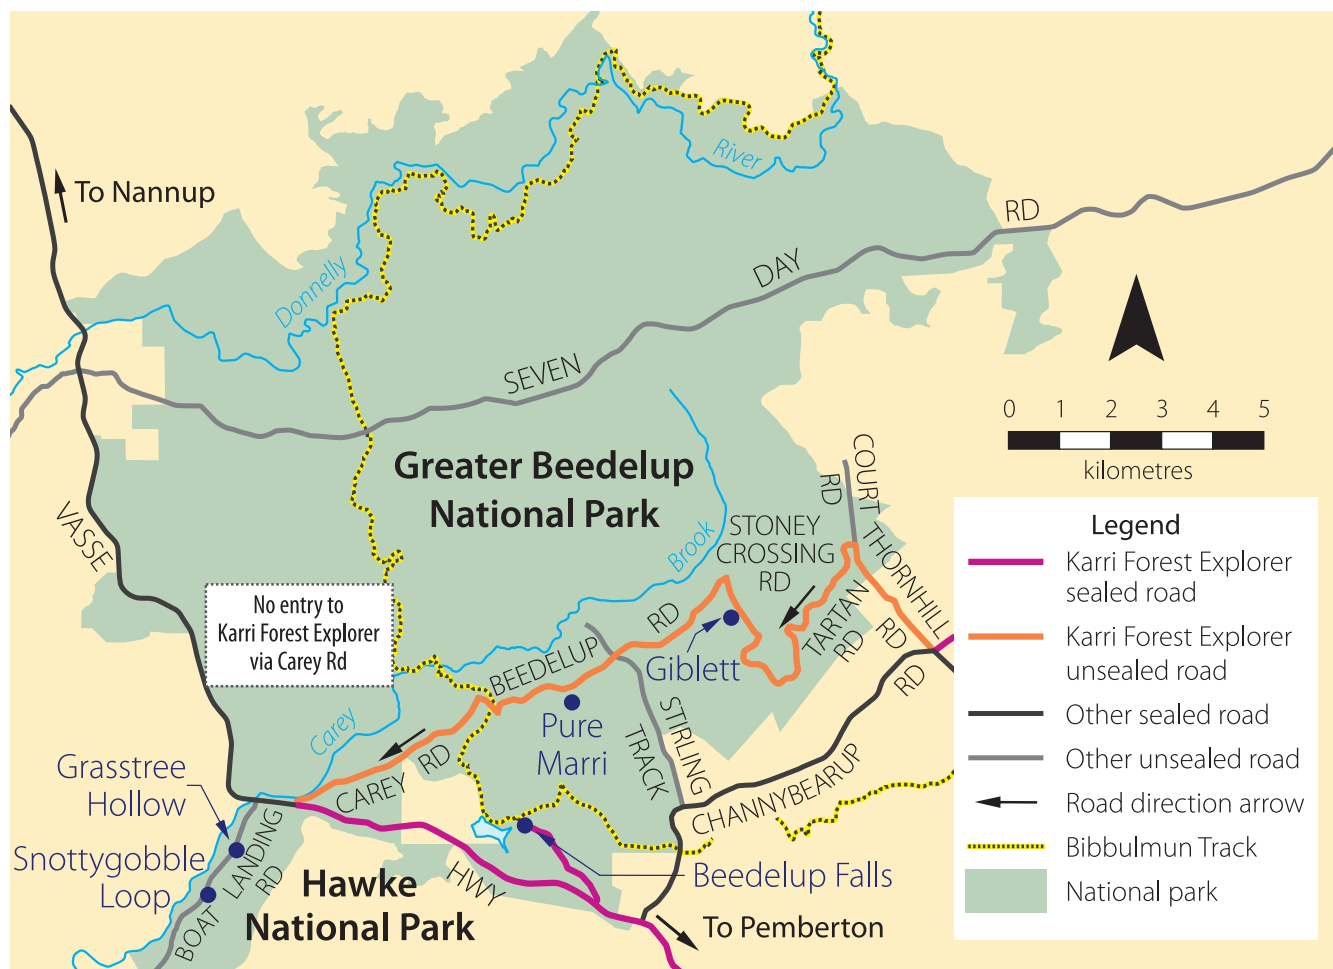 To Nannup
River
RD
Donnelly
DAY
SEVEN
0 1 2 3 4 5
kilometres
Greater Beedelup
National Park
COURT
RD
THORNHILL
RD
VASSE
Brook
STONEY
CROSSING
RD
No entry to
Karri Forest Explorer
via Carey Rd
TARTAN
RD
BEEDELUP
RD
Giblett
RD
Pure
Marri
STIRLING
TRACK
Carey
CAREY
RD
CHANNYBEARUP
Grasstree
Hollow
Snottygobble
Loop
LANDING
RD
BOAT
Hawke
National Park
HWY
Beedelup Falls
To Pemberton
Legend
Karri Forest Explorer
sealed road
Karri Forest Explorer
unsealed road
Other sealed road
Other unsealed road
Road direction arrow
Bibbulmun Track
National park